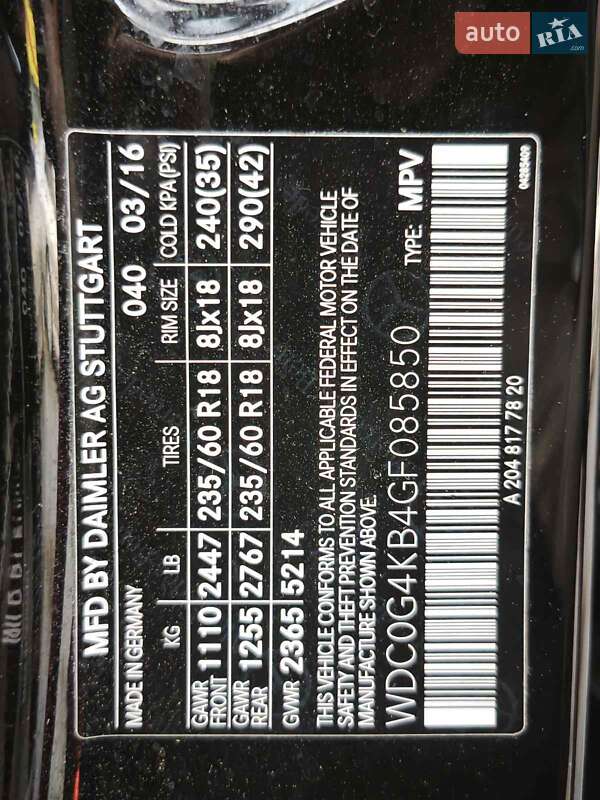 auto RIA.com
MFD BY DAIMLER AG STUTTGART
MADE IN GERMANY 040 03/16
KG LB TIRES RIM SIZE COLD KPA(PSI)
GAWR FRONT 1110 2447 235/60 R18 8Jx18 240(35)
GAWR REAR 1255 2767 235/60 R18 8Jx18 290(42)
GVWR 2365 5214
THIS VEHICLE CONFORMS TO ALL APPLICABLE FEDERAL MOTOR VEHICLE
SAFETY AND THEFT PREVENTION STANDARDS IN EFFECT ON THE DATE OF
MANUFACTURE SHOWN ABOVE.
WDC0G4KB4GF085850 TYPE: MPV
A 204 817 78 20